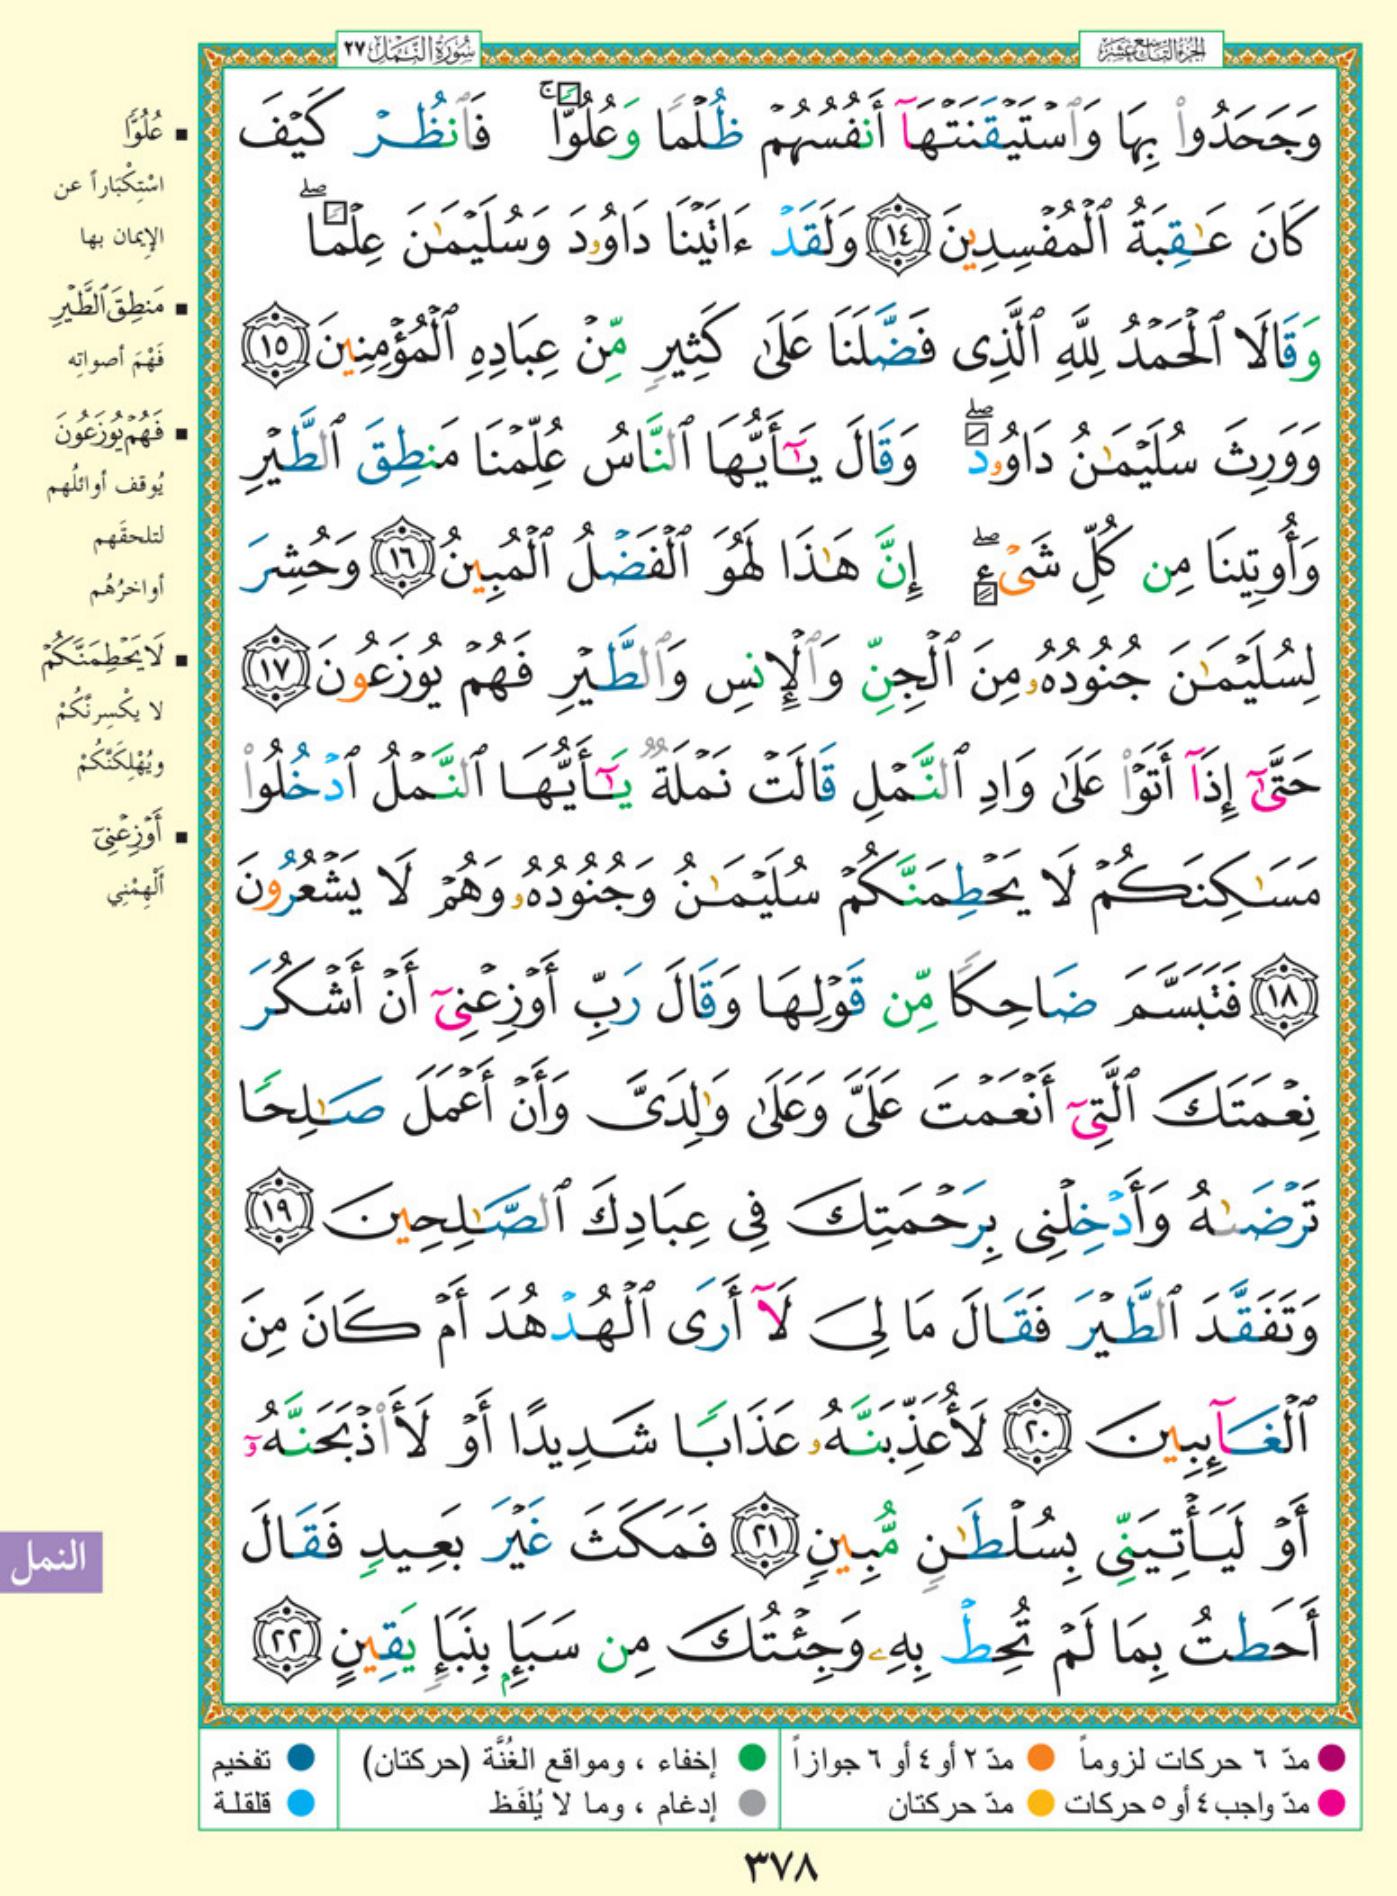 الجزء التاسع عشر
سورة النمل ٢٧
وَجَحَدُوا۟ بِهَا وَٱسْتَيْقَنَتْهَآ أَنفُسُهُمْ ظُلْمًا وَعُلُوًّا ۚ فَٱنظُرْ كَيْفَ
كَانَ عَـٰقِبَةُ ٱلْمُفْسِدِينَ ١٤ وَلَقَدْ ءَاتَيْنَا دَاوُۥدَ وَسُلَيْمَـٰنَ عِلْمًا ۖ
وَقَالَا ٱلْحَمْدُ لِلَّهِ ٱلَّذِى فَضَّلَنَا عَلَىٰ كَثِيرٍ مِّنْ عِبَادِهِ ٱلْمُؤْمِنِينَ ١٥
وَوَرِثَ سُلَيْمَـٰنُ دَاوُۥدَ ۖ وَقَالَ يَـٰٓأَيُّهَا ٱلنَّاسُ عُلِّمْنَا مَنطِقَ ٱلطَّيْرِ
وَأُوتِينَا مِن كُلِّ شَىْءٍ ۖ إِنَّ هَـٰذَا لَهُوَ ٱلْفَضْلُ ٱلْمُبِينُ ١٦ وَحُشِرَ
لِسُلَيْمَـٰنَ جُنُودُهُۥ مِنَ ٱلْجِنِّ وَٱلْإِنسِ وَٱلطَّيْرِ فَهُمْ يُوزَعُونَ ١٧
حَتَّىٰٓ إِذَآ أَتَوْا۟ عَلَىٰ وَادِ ٱلنَّمْلِ قَالَتْ نَمْلَةٌ يَـٰٓأَيُّهَا ٱلنَّمْلُ ٱدْخُلُوا۟
مَسَـٰكِنَكُمْ لَا يَحْطِمَنَّكُمْ سُلَيْمَـٰنُ وَجُنُودُهُۥ وَهُمْ لَا يَشْعُرُونَ
١٨ فَتَبَسَّمَ ضَاحِكًا مِّن قَوْلِهَا وَقَالَ رَبِّ أَوْزِعْنِىٓ أَنْ أَشْكُرَ
نِعْمَتَكَ ٱلَّتِىٓ أَنْعَمْتَ عَلَىَّ وَعَلَىٰ وَٰلِدَىَّ وَأَنْ أَعْمَلَ صَـٰلِحًا
تَرْضَىٰهُ وَأَدْخِلْنِى بِرَحْمَتِكَ فِى عِبَادِكَ ٱلصَّـٰلِحِينَ ١٩
وَتَفَقَّدَ ٱلطَّيْرَ فَقَالَ مَا لِىَ لَآ أَرَى ٱلْهُدْهُدَ أَمْ كَانَ مِنَ
ٱلْغَآئِبِينَ ٢٠ لَأُعَذِّبَنَّهُۥ عَذَابًا شَدِيدًا أَوْ لَأَا۟ذْبَحَنَّهُۥٓ
أَوْ لَيَأْتِيَنِّى بِسُلْطَـٰنٍ مُّبِينٍ ٢١ فَمَكَثَ غَيْرَ بَعِيدٍ فَقَالَ
أَحَطتُ بِمَا لَمْ تُحِطْ بِهِۦ وَجِئْتُكَ مِن سَبَإٍۭ بِنَبَإٍ يَقِينٍ ٢٢
▪ عُلُوًّا
اسْتِكْبَاراً عن
الإيمان بها
▪ مَنطِقَ ٱلطَّيْرِ
فَهْمَ أصواتِه
▪ فَهُمْ يُوزَعُونَ
يُوقف أوائلُهم
لتلحقَهم
أواخرُهُم
▪ لَا يَحْطِمَنَّكُمْ
لا يكْسِرنَّكُمْ
ويُهْلِكَنَّكُمْ
▪ أَوْزِعْنِىٓ
أَلْهِمْنِي
النمل
مدّ ٦ حركات لزوماً مدّ ٢ أو ٤ أو ٦ جوازاً
مدّ واجب ٤ أو ٥ حركات مدّ حركتان
إخفاء ، ومواقع الغُنَّة (حركتان)
إدغام ، وما لا يُلفَظ
تفخيم
قلقلة
٣٧٨